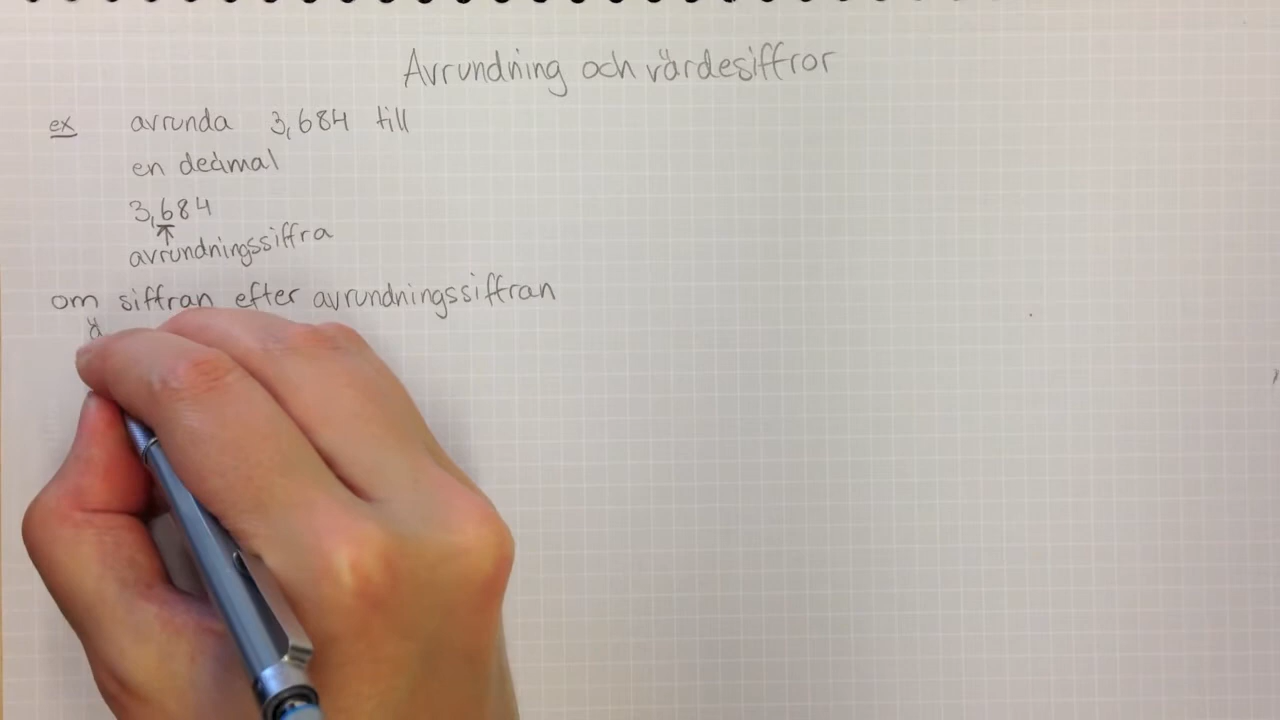 Avrundning och värdesiffror
ex avrunda 3,684 till
en decimal
3,684
avrundningssiffra
om siffran efter avrundningssiffran